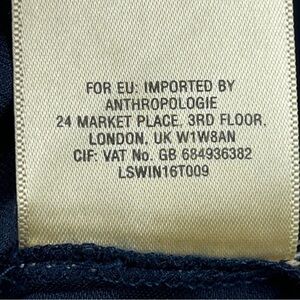 FOR EU: IMPORTED BY
ANTHROPOLOGIE
24 MARKET PLACE, 3RD FLOOR,
LONDON, UK W1W8AN
CIF: VAT No. GB 684936382
LSWIN16T009